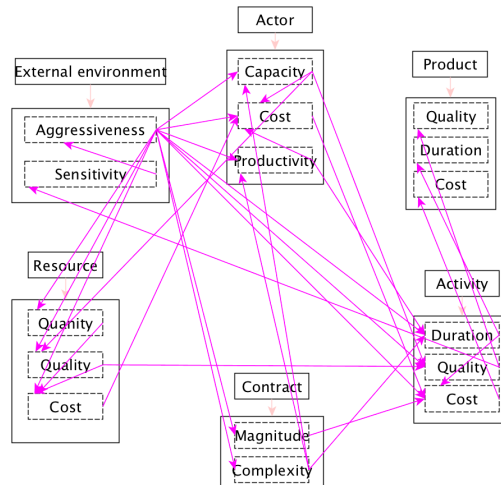 Actor
Capacity
Cost
Productivity
External environment
Aggressiveness
Sensitivity
Product
Quality
Duration
Cost
Resource
Quanity
Quality
Cost
Contract
Magnitude
Complexity
Activity
Duration
Quality
Cost